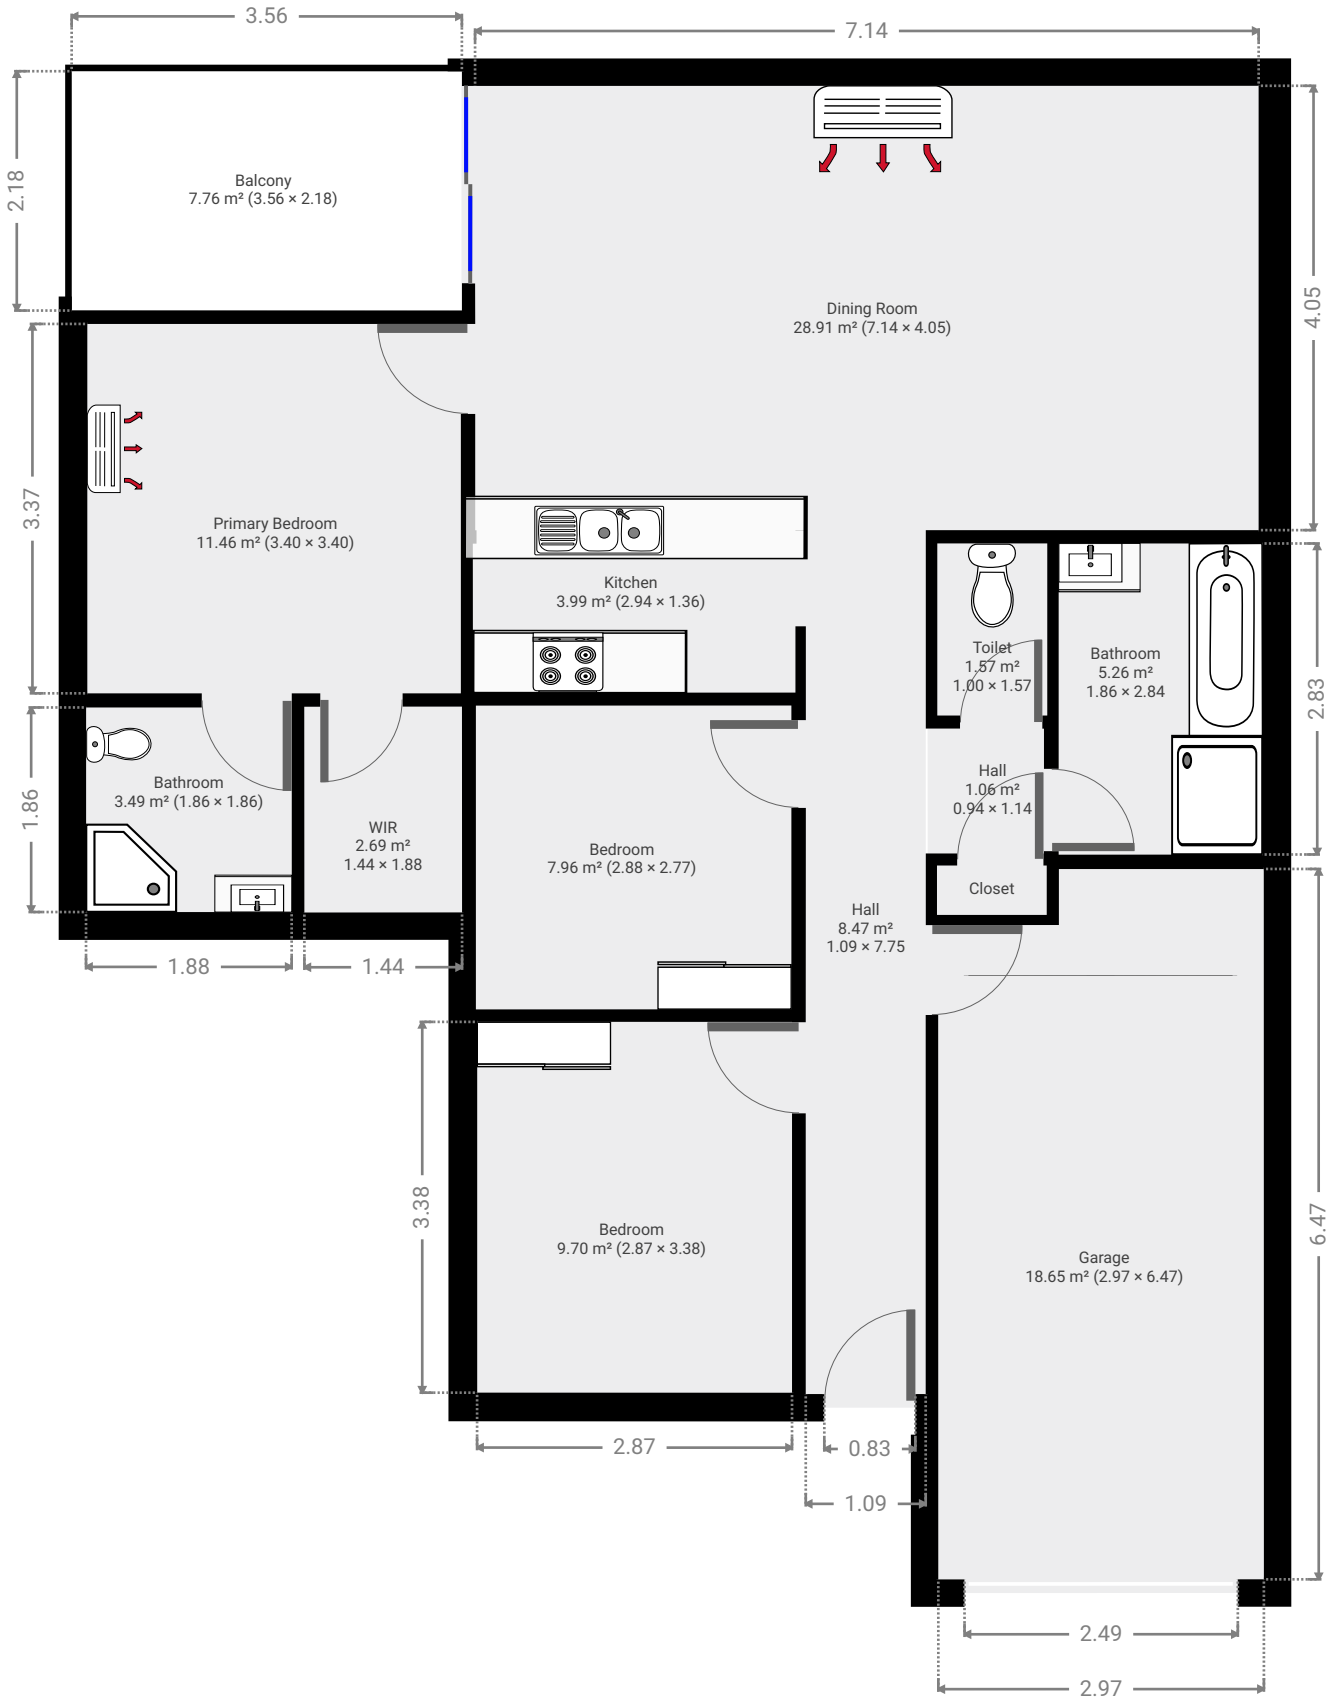 3.56
7.14
2.18
Balcony
7.76 m² (3.56 × 2.18)
Dining Room
28.91 m² (7.14 × 4.05)
4.05
3.37
Primary Bedroom
11.46 m² (3.40 × 3.40)
Kitchen
3.99 m² (2.94 × 1.36)
Toilet
1.57 m²
1.00 × 1.57
Bathroom
5.26 m²
1.86 × 2.84
2.83
1.86
Bathroom
3.49 m² (1.86 × 1.86)
WIR
2.69 m²
1.44 × 1.88
Bedroom
7.96 m² (2.88 × 2.77)
Hall
1.06 m²
0.94 × 1.14
Closet
Hall
8.47 m²
1.09 × 7.75
1.88
1.44
3.38
Bedroom
9.70 m² (2.87 × 3.38)
Garage
18.65 m² (2.97 × 6.47)
6.47
2.87
0.83
1.09
2.49
2.97